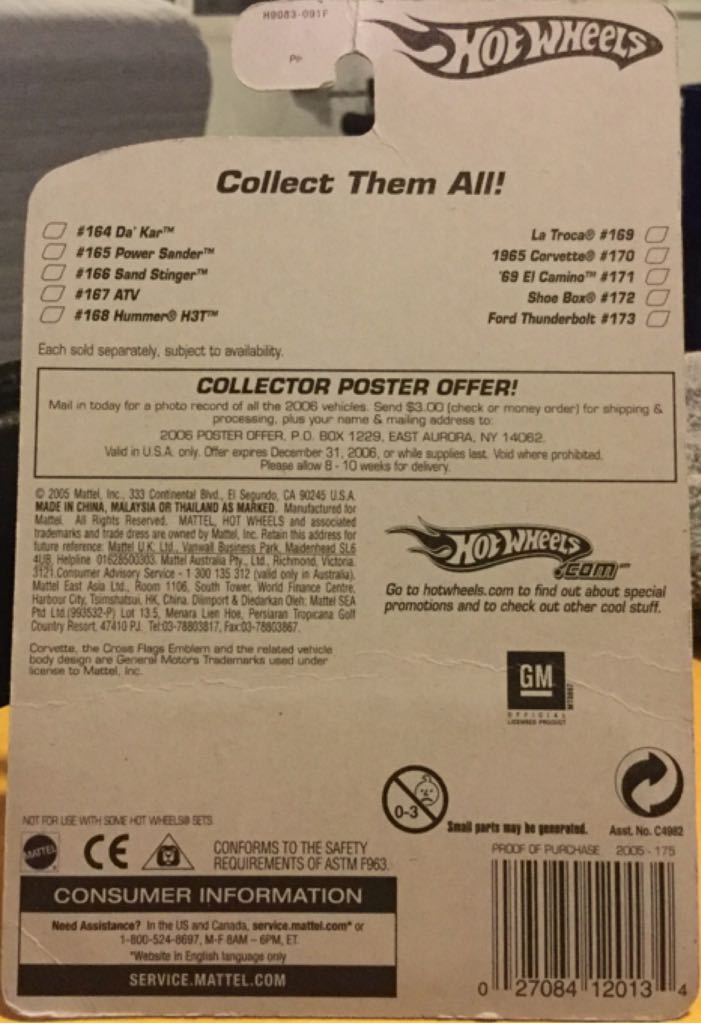 H9083-091F
HOT WHEELS
Collect Them All!
#164 Da' Kar™
#165 Power Sander™
#166 Sand Stinger™
#167 ATV
#168 Hummer® H3T™
La Troca® #169
1965 Corvette® #170
'69 El Camino™ #171
Shoe Box® #172
Ford Thunderbolt #173
Each sold separately, subject to availability.
COLLECTOR POSTER OFFER!
Mail in today for a photo record of all the 2006 vehicles. Send $3.00 (check or money order) for shipping &
processing, plus your name & mailing address to:
2006 POSTER OFFER, P.O. BOX 1229, EAST AURORA, NY 14052.
Valid in U.S.A. only. Offer expires December 31, 2006, or while supplies last. Void where prohibited.
Please allow 8 - 10 weeks for delivery.
© 2005 Mattel, Inc., 333 Continental Blvd., El Segundo, CA 90245 U.S.A.
MADE IN CHINA, MALAYSIA OR THAILAND AS MARKED. Manufactured for
Mattel. All Rights Reserved. MATTEL, HOT WHEELS and associated
trademarks and trade dress are owned by Mattel, Inc. Retain this address for
future reference: Mattel U.K. Ltd., Vanwall Business Park, Maidenhead SL6
4UB. Helpline 01628500303. Mattel Australia Pty., Ltd., Richmond, Victoria.
3121.Consumer Advisory Service - 1 300 135 312 (valid only in Australia).
Mattel East Asia Ltd., Room 1106, South Tower, World Finance Centre,
Harbour City, Tsimshatsui, HK, China. Diimport & Diedarkan Oleh: Mattel SEA
Ptd Ltd.(993532-P) Lot 13.5, Menara Lien Hoe, Persiaran Tropicana Golf
Country Resort, 47410 PJ. Tel:03-78803817, Fax:03-78803867.
Corvette, the Cross Flags Emblem and the related vehicle
body design are General Motors Trademarks used under
license to Mattel, Inc.
HOT WHEELS
.COM™
Go to hotwheels.com to find out about special
promotions and to check out other cool stuff.
GM
OFFICIAL
LICENSED PRODUCT
0-3
Small parts may be generated.
Asst. No. C4982
NOT FOR USE WITH SOME HOT WHEELS® SETS
MATTEL
CE
CONFORMS TO THE SAFETY
REQUIREMENTS OF ASTM F963.
PROOF OF PURCHASE 2005 - 175
CONSUMER INFORMATION
Need Assistance? In the US and Canada, service.mattel.com* or
1-800-524-8697, M-F 8AM – 6PM, ET
*Website in English language only
SERVICE.MATTEL.COM
0 27084 12013 4